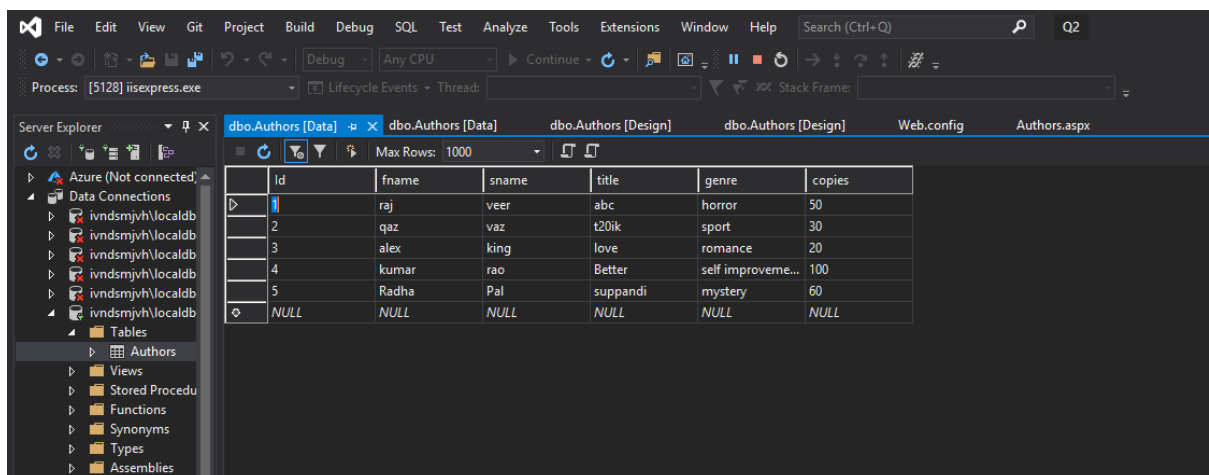 File Edit View Git Project Build Debug SQL Test Analyze Tools Extensions Window Help Search (Ctrl+Q) Q2
Debug Any CPU Continue
Process: [5128] iisexpress.exe Lifecycle Events Thread: Stack Frame:
Server Explorer
dbo.Authors [Data] dbo.Authors [Data] dbo.Authors [Design] dbo.Authors [Design] Web.config Authors.aspx
Max Rows: 1000
Azure (Not connected)
Data Connections
ivndsmjvh\localdb
ivndsmjvh\localdb
ivndsmjvh\localdb
ivndsmjvh\localdb
ivndsmjvh\localdb
ivndsmjvh\localdb
Tables
Authors
Views
Stored Procedu
Functions
Synonyms
Types
Assemblies
Id fname sname title genre copies
1 raj veer abc horror 50
2 qaz vaz t20ik sport 30
3 alex king love romance 20
4 kumar rao Better self improveme... 100
5 Radha Pal suppandi mystery 60
NULL NULL NULL NULL NULL NULL